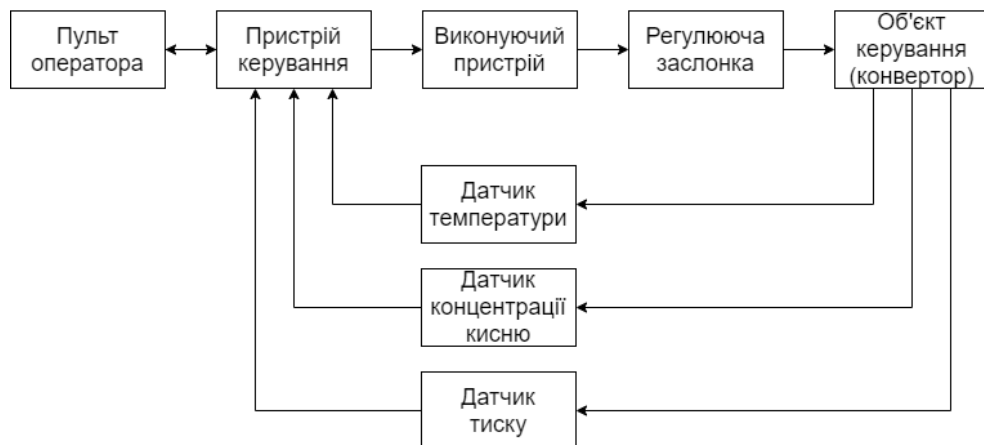 Пульт
оператора
Пристрій
керування
Виконуючий
пристрій
Регулююча
заслонка
Об'єкт
керування
(конвертор)
Датчик
температури
Датчик
концентрації
кисню
Датчик
тиску